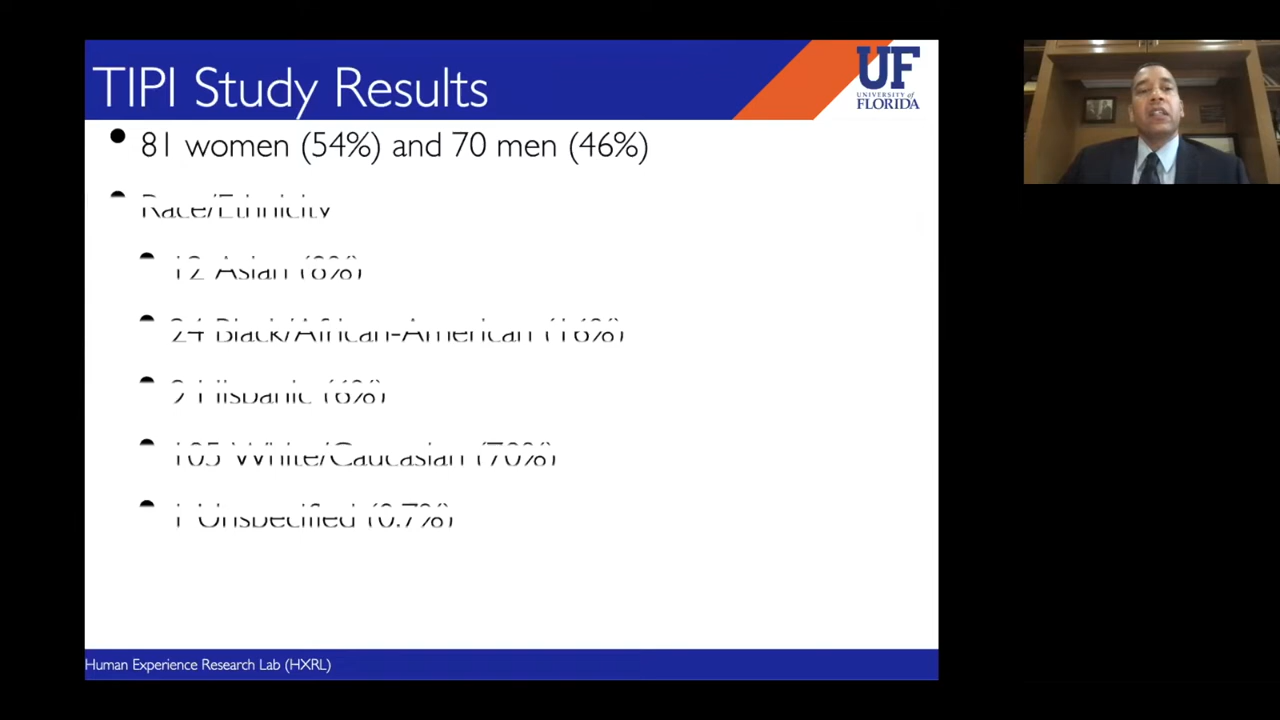 TIPI Study Results
UF
UNIVERSITY of
FLORIDA
• 81 women (54%) and 70 men (46%)
• Race/Ethnicity
• 12 Asian (8%)
• 24 Black/African-American (16%)
• 9 Hispanic (6%)
• 105 White/Caucasian (70%)
• 1 Unspecified (0.7%)
Human Experience Research Lab (HXRL)